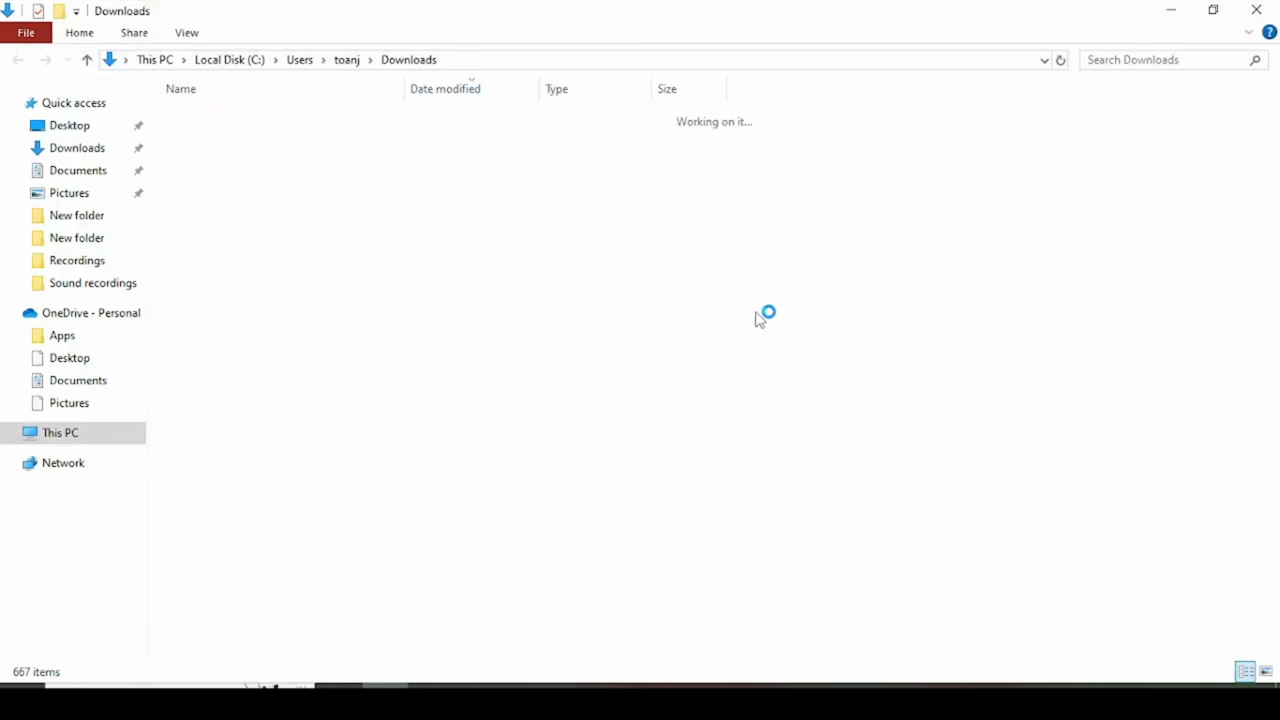 Downloads
File Home Share View
This PC Local Disk (C:) Users toanj Downloads
Search Downloads
Name Date modified Type Size
Working on it...
Quick access
Desktop
Downloads
Documents
Pictures
New folder
New folder
Recordings
Sound recordings
OneDrive - Personal
Apps
Desktop
Documents
Pictures
This PC
Network
667 items